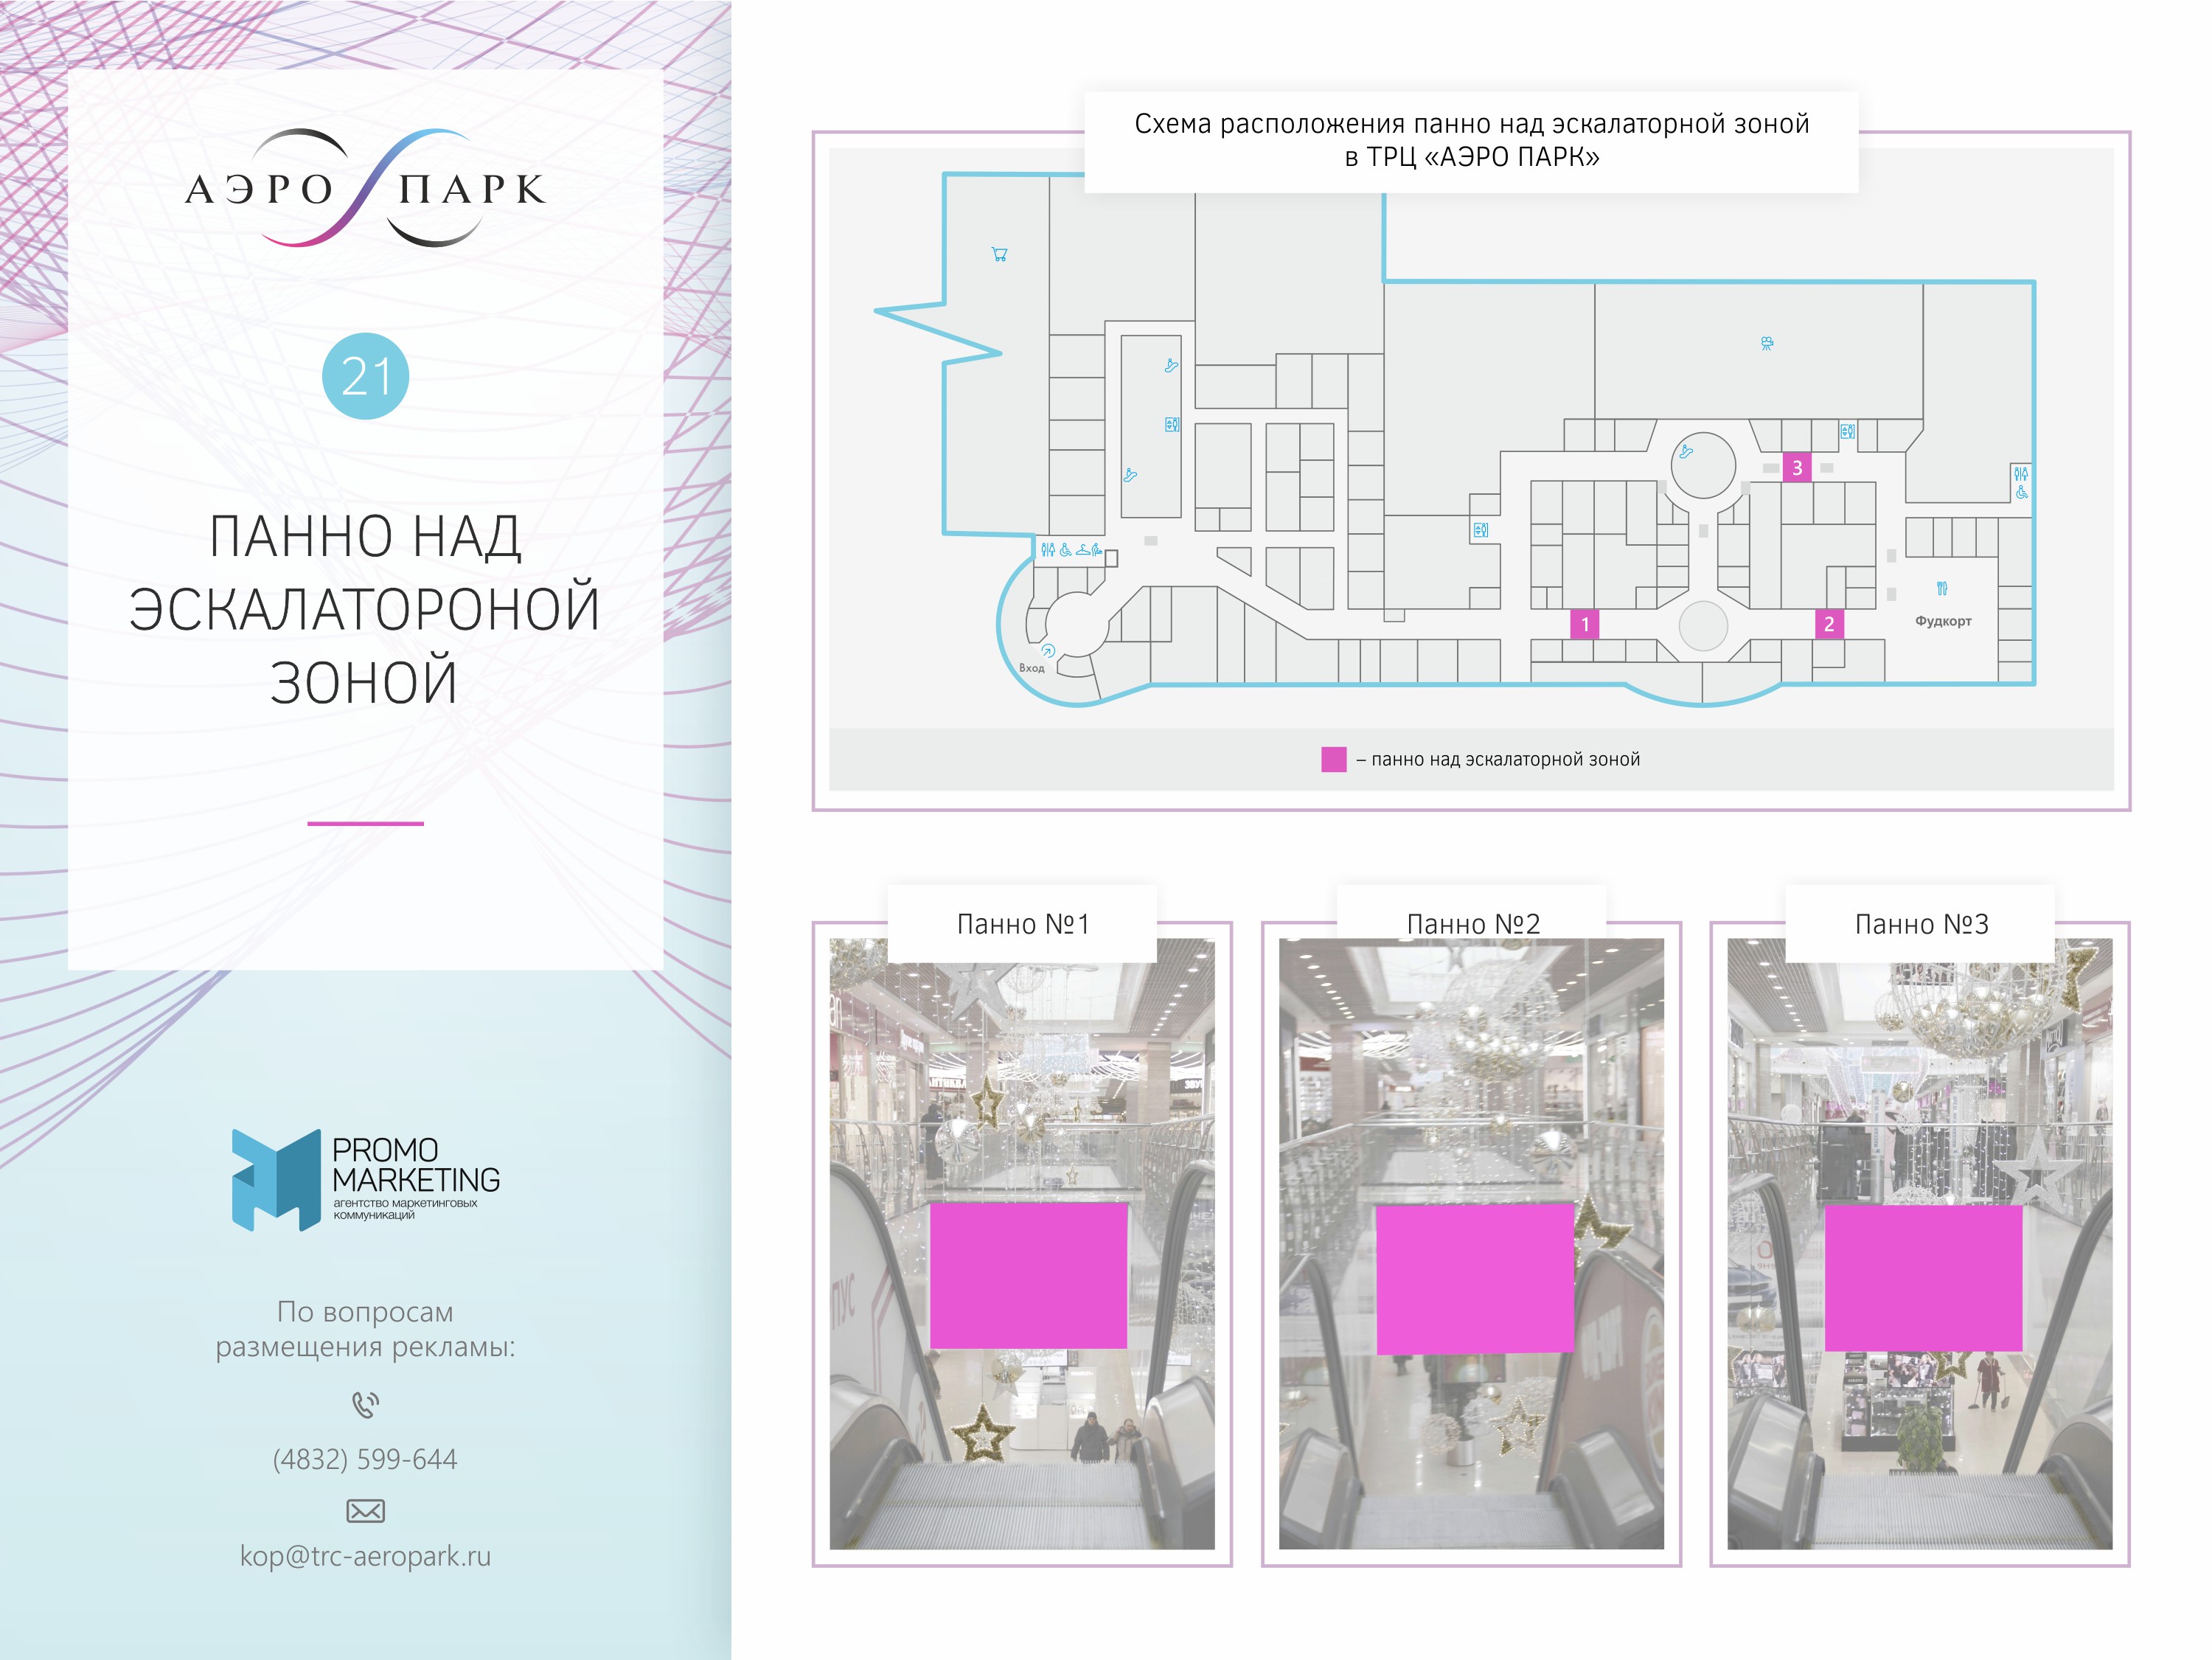 АЭРО ПАРК
21
ПАННО НАД
ЭСКАЛАТОРОНОЙ
ЗОНОЙ
PROMO
MARKETING
агентство маркетинговых
коммуникаций
По вопросам
размещения рекламы:
(4832) 599-644
kop@trc-aeropark.ru
Схема расположения панно над эскалаторной зоной
в ТРЦ «АЭРО ПАРК»
3
1
2
Фудкорт
Вход
– панно над эскалаторной зоной
Панно №1
Панно №2
Панно №3